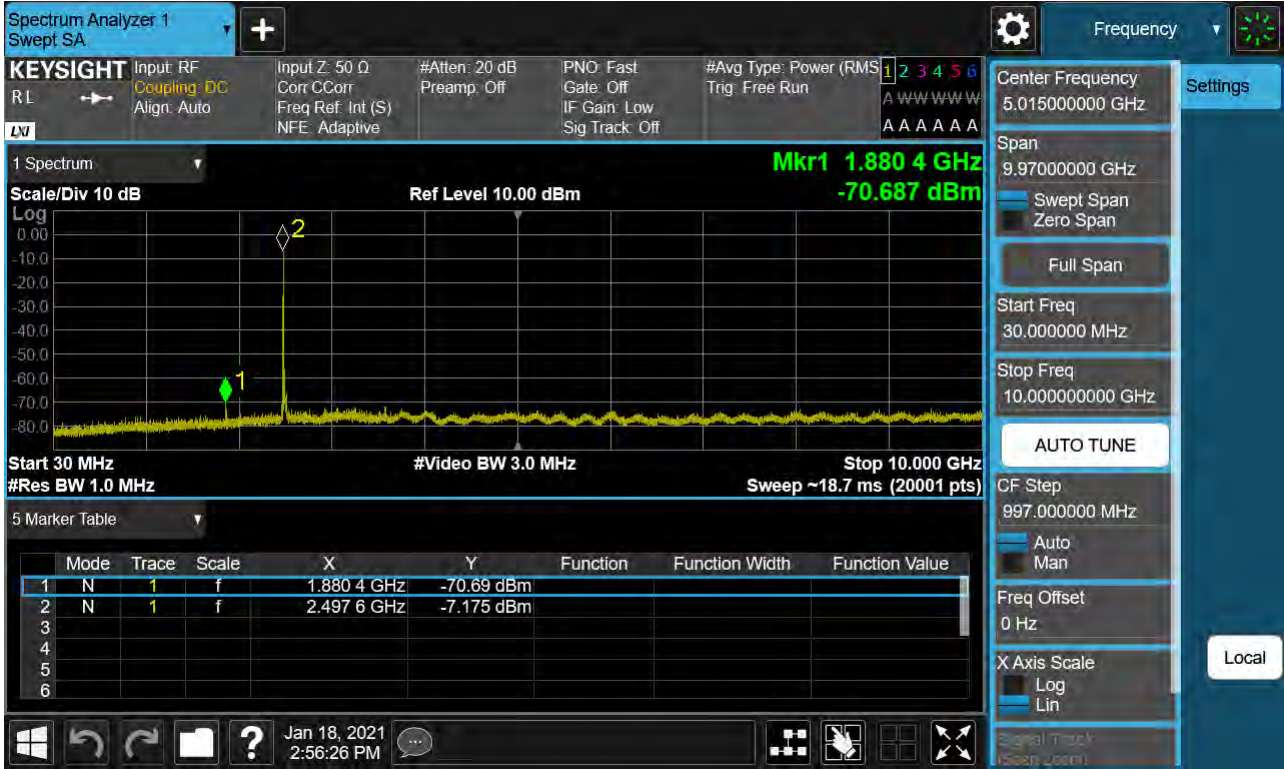 Spectrum Analyzer 1
Swept SA
+
Frequency
KEYSIGHT
RL
LXI
Input: RF
Coupling: DC
Align: Auto
Input Z: 50 Ω
Corr CCorr
Freq Ref: Int (S)
NFE: Adaptive
#Atten: 20 dB
Preamp: Off
PNO: Fast
Gate: Off
IF Gain: Low
Sig Track: Off
#Avg Type: Power (RMS
Trig: Free Run
1 2 3 4 5 6
A W W W W W
A A A A A A
1 Spectrum
Mkr1 1.880 4 GHz
-70.687 dBm
Scale/Div 10 dB
Ref Level 10.00 dBm
Log
0.00
-10.0
-20.0
-30.0
-40.0
-50.0
-60.0
-70.0
-80.0
2
1
Start 30 MHz
#Video BW 3.0 MHz
Stop 10.000 GHz
#Res BW 1.0 MHz
Sweep ~18.7 ms (20001 pts)
5 Marker Table
Mode Trace Scale X Y Function Function Width Function Value
1 N 1 f 1.880 4 GHz -70.69 dBm
2 N 1 f 2.497 6 GHz -7.175 dBm
3
4
5
6
?
Jan 18, 2021
2:56:26 PM
Center Frequency
5.015000000 GHz
Span
9.97000000 GHz
Swept Span
Zero Span
Full Span
Start Freq
30.000000 MHz
Stop Freq
10.000000000 GHz
AUTO TUNE
CF Step
997.000000 MHz
Auto
Man
Freq Offset
0 Hz
X Axis Scale
Log
Lin
Signal Track
(Span Zoom)
Settings
Local